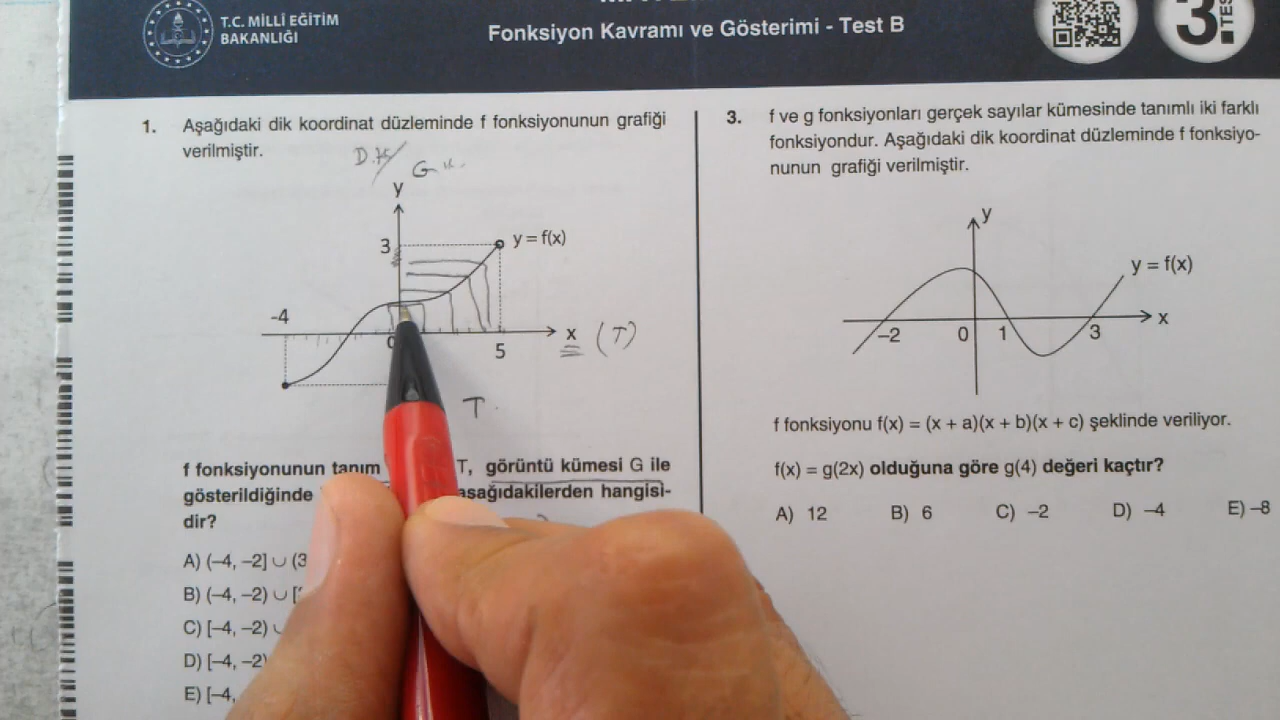 T.C. MİLLÎ EĞİTİM
BAKANLIĞI
Fonksiyon Kavramı ve Gösterimi - Test B
3.
1. Aşağıdaki dik koordinat düzleminde f fonksiyonunun grafiği
verilmiştir.
G
y
3
y = f(x)
-4
x (T)
5
T
f fonksiyonunun tanım T, görüntü kümesi G ile
gösterildiğinde aşağıdakilerden hangisi-
dir?
A) (–4, –2] ∪ (3
B) (–4, –2) ∪ [
C) [–4, –2)
D) [–4, –2)
E) [–4,
3. f ve g fonksiyonları gerçek sayılar kümesinde tanımlı iki farklı
fonksiyondur. Aşağıdaki dik koordinat düzleminde f fonksiyo-
nunun grafiği verilmiştir.
y
y = f(x)
x
–2 0 1 3
f fonksiyonu f(x) = (x + a)(x + b)(x + c) şeklinde veriliyor.
f(x) = g(2x) olduğuna göre g(4) değeri kaçtır?
A) 12 B) 6 C) –2 D) –4 E) –8